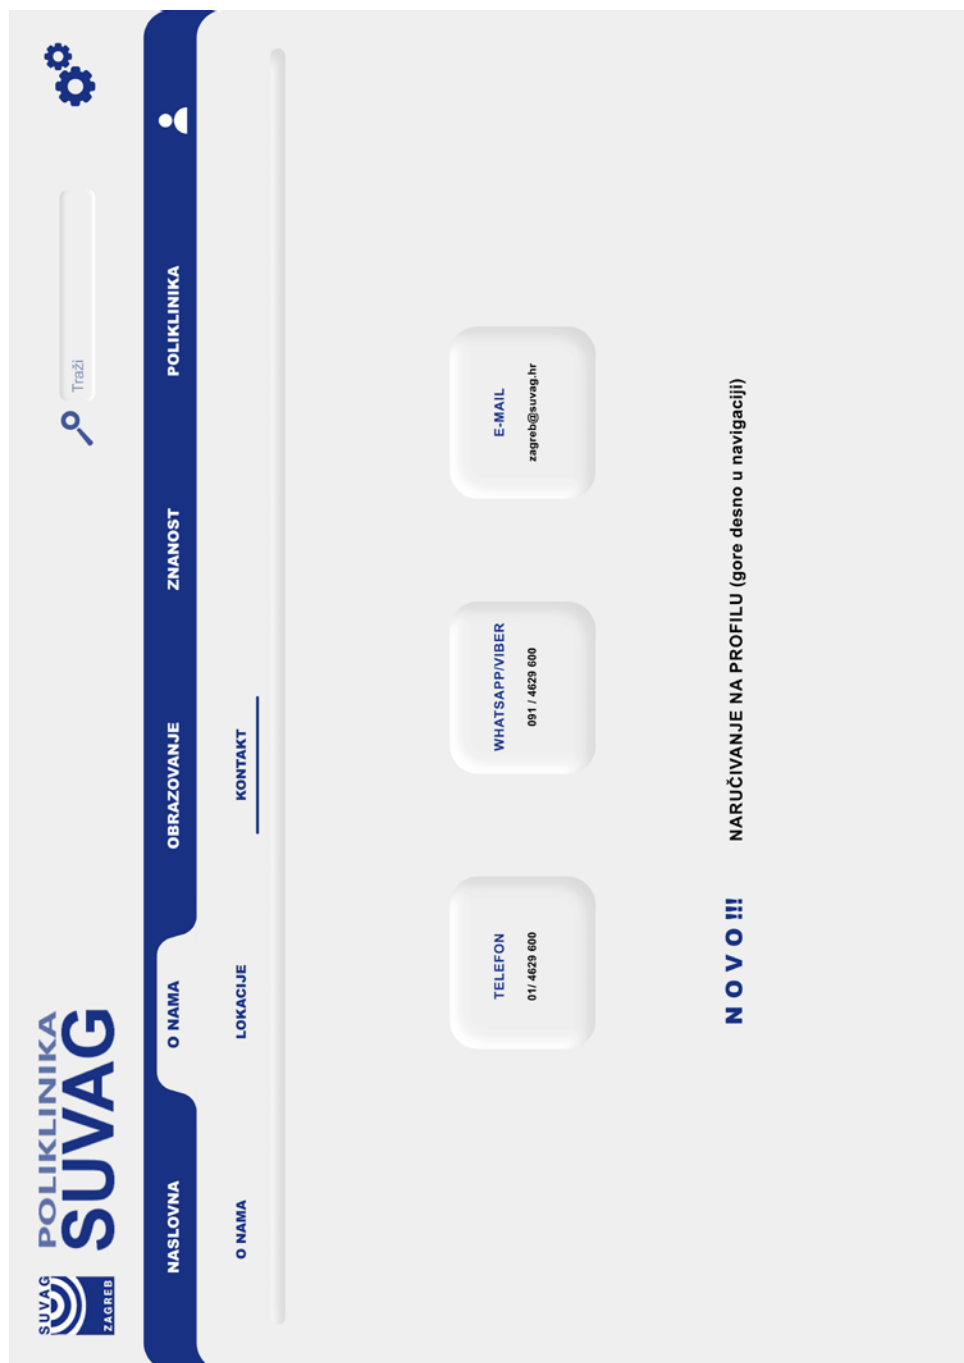 SUVAG
ZAGREB
POLIKLINIKA
SUVAG
Traži
NASLOVNA
O NAMA
OBRAZOVANJE
ZNANOST
POLIKLINIKA
O NAMA
LOKACIJE
KONTAKT
TELEFON
01/ 4629 600
WHATSAPP/VIBER
091 / 4629 600
E-MAIL
zagreb@suvag.hr
N O V O !!! NARUČIVANJE NA PROFILU (gore desno u navigaciji)